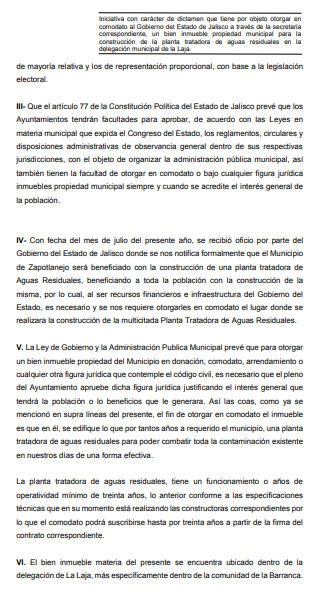 Iniciativa con carácter de dictamen que tiene por objeto otorgar en
comodato al Gobierno del Estado de Jalisco a través de la secretaria
correspondiente, un bien inmueble propiedad municipal para la
construcción de la planta tratadora de aguas residuales en la
delegación municipal de la Laja.
de mayoría relativa y los de representación proporcional, con base a la legislación
electoral.
III- Que el artículo 77 de la Constitución Política del Estado de Jalisco prevé que los
Ayuntamientos tendrán facultades para aprobar, de acuerdo con las Leyes en
materia municipal que expida el Congreso del Estado, los reglamentos, circulares y
disposiciones administrativas de observancia general dentro de sus respectivas
jurisdicciones, con el objeto de organizar la administración pública municipal, así
también tienen la facultad de otorgar en comodato o bajo cualquier figura jurídica
inmuebles propiedad municipal siempre y cuando se acredite el interés general de
la población.
IV- Con fecha del mes de julio del presente año, se recibió oficio por parte del
Gobierno del Estado de Jalisco donde se nos notifica formalmente que el Municipio
de Zapotlanejo será beneficiado con la construcción de una planta tratadora de
Aguas Residuales, beneficiando a toda la población con la construcción de la
misma, por lo cual, al ser recursos financieros e infraestructura del Gobierno del
Estado, es necesario y se nos requiere otorgarles en comodato el lugar donde se
realizara la construcción de la multicitada Planta Tratadora de Aguas Residuales.
V. La Ley de Gobierno y la Administración Publica Municipal prevé que para otorgar
un bien inmueble propiedad del Municipio en donación, comodato, arrendamiento o
cualquier otra figura jurídica que contemple el código civil, es necesario que el pleno
del Ayuntamiento apruebe dicha figura jurídica justificando el interés general que
tendrá la población o lo beneficios que le generara. Así las coas, como ya se
mencionó en supra líneas del presente, el fin de otorgar en comodato el inmueble
es que en él, se edifique lo que por tantos años a requerido el municipio, una planta
tratadora de aguas residuales para poder combatir toda la contaminación existente
en nuestros días de una forma efectiva.
La planta tratadora de aguas residuales, tiene un funcionamiento o años de
operatividad mínimo de treinta años, lo anterior conforme a las especificaciones
técnicas que en su momento está realizando las constructoras correspondientes por
lo que el comodato podrá suscribirse hasta por treinta años a partir de la firma del
contrato correspondiente.
VI. El bien inmueble materia del presente se encuentra ubicado dentro de la
delegación de La Laja, más específicamente dentro de la comunidad de la Barranca.